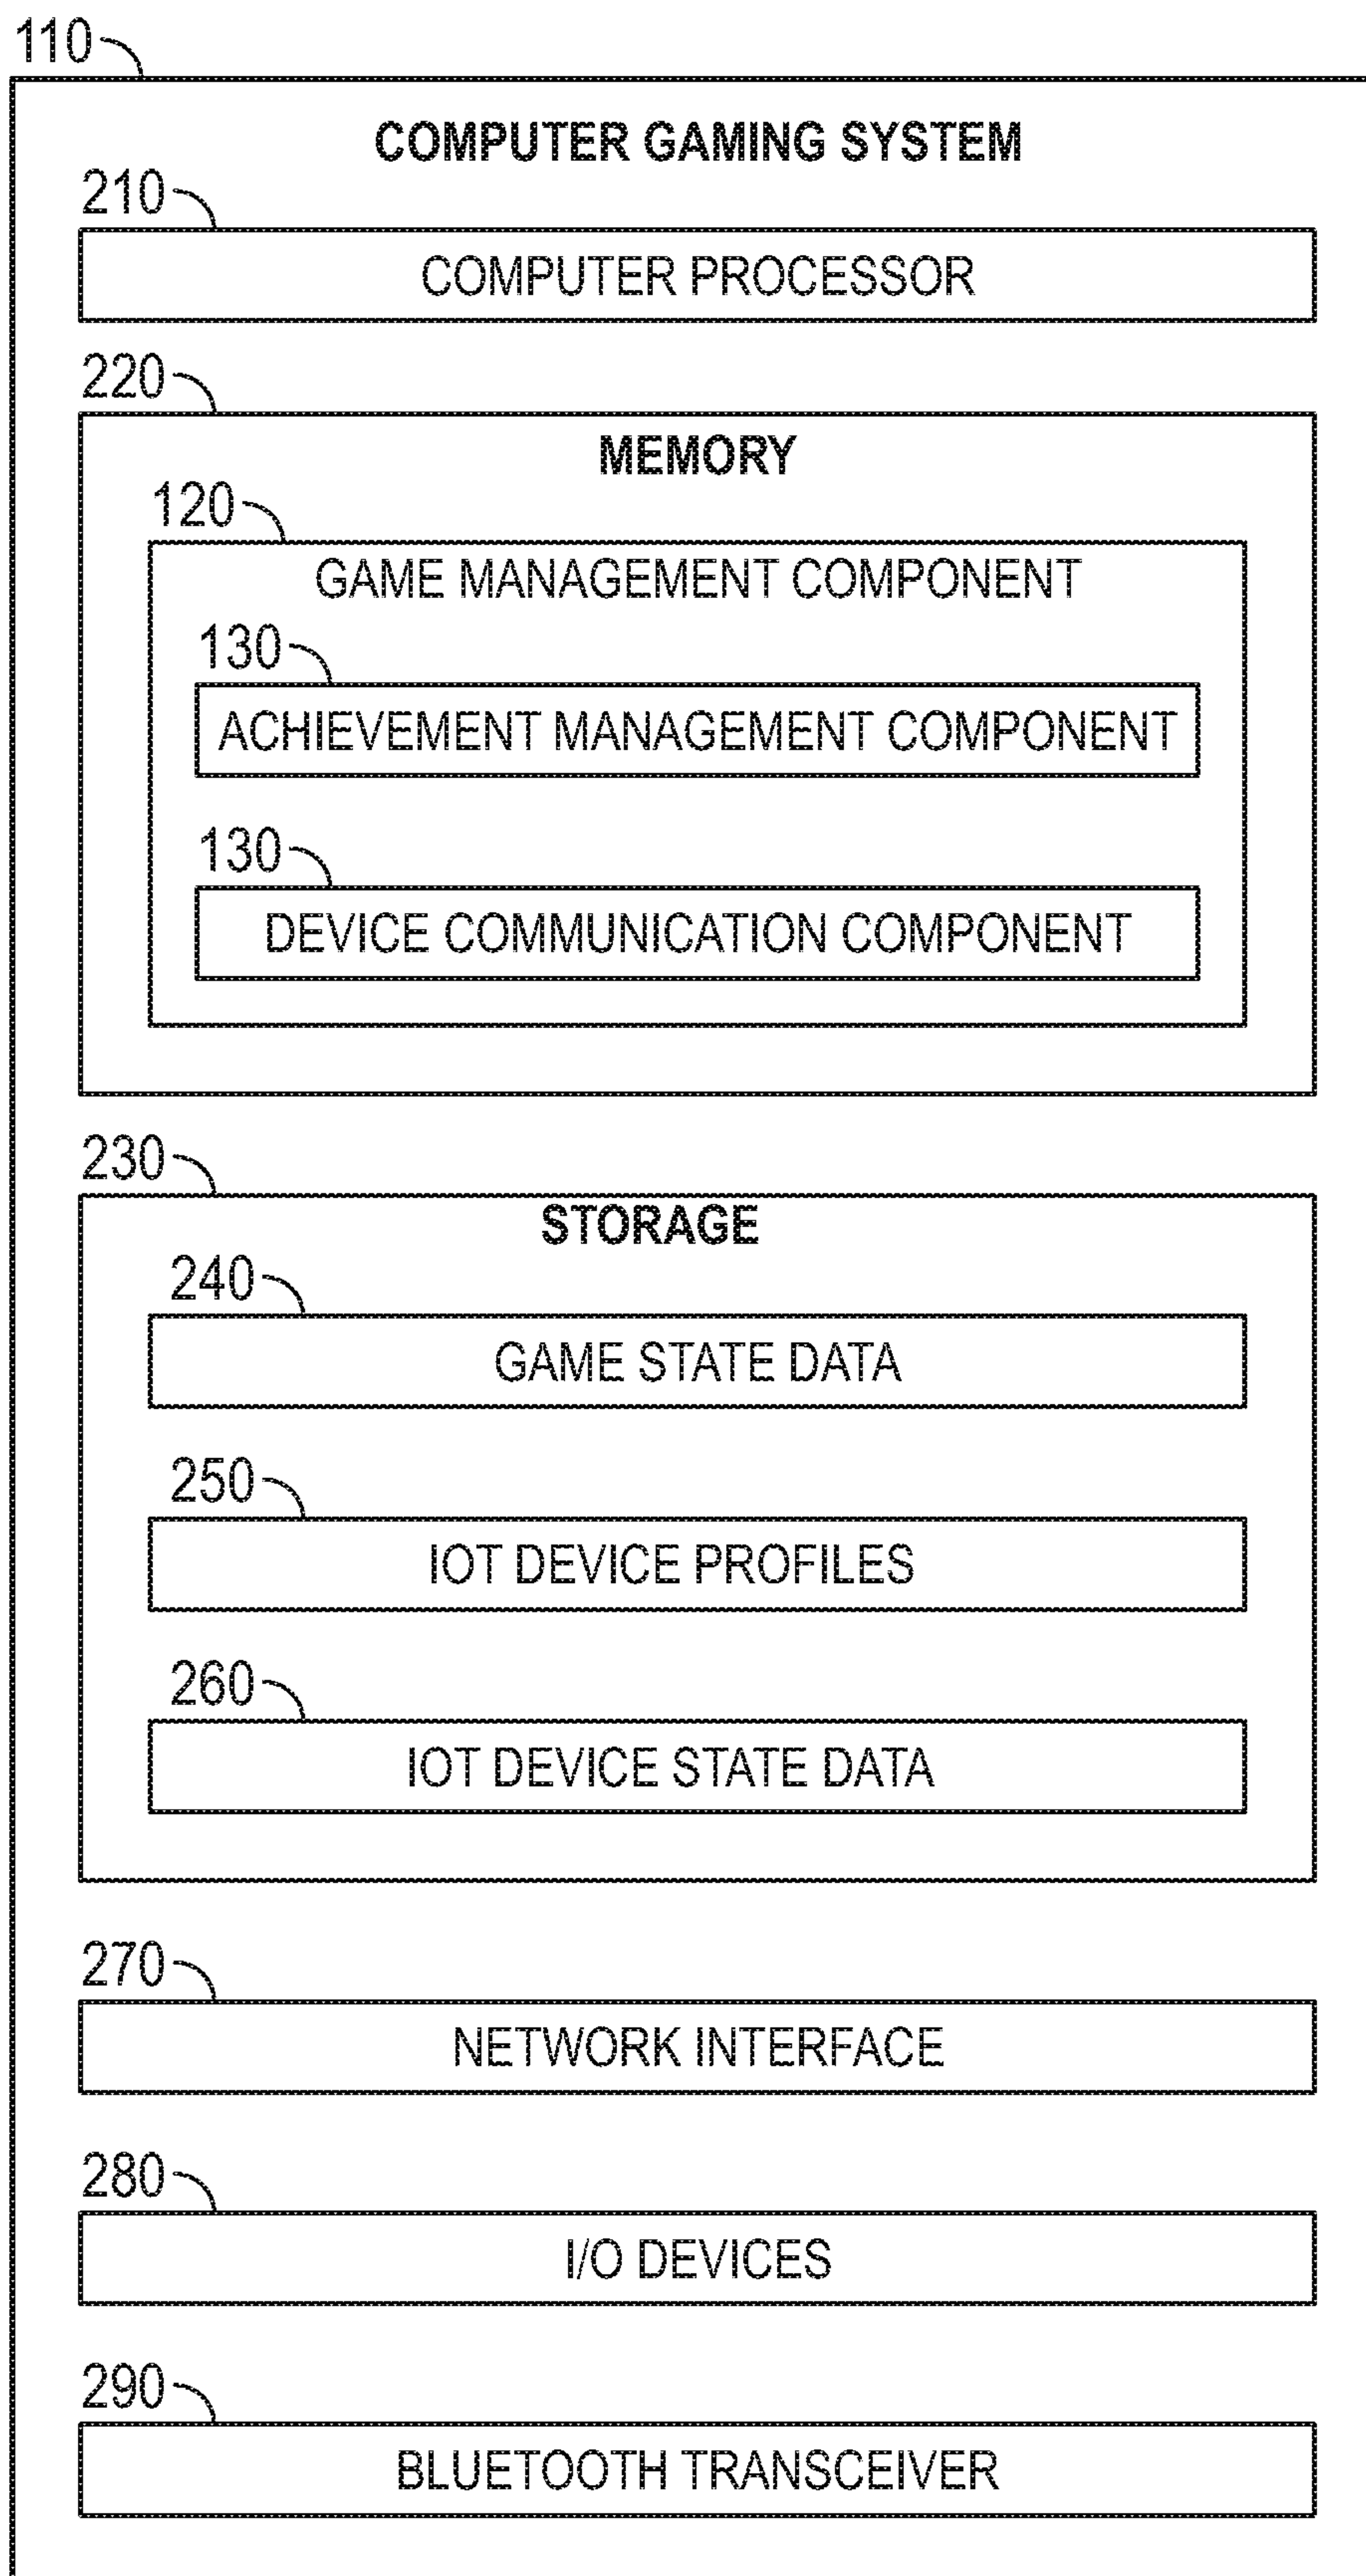 110
COMPUTER GAMING SYSTEM
210
COMPUTER PROCESSOR
220
MEMORY
120
GAME MANAGEMENT COMPONENT
130
ACHIEVEMENT MANAGEMENT COMPONENT
130
DEVICE COMMUNICATION COMPONENT
230
STORAGE
240
GAME STATE DATA
250
IOT DEVICE PROFILES
260
IOT DEVICE STATE DATA
270
NETWORK INTERFACE
280
I/O DEVICES
290
BLUETOOTH TRANSCEIVER